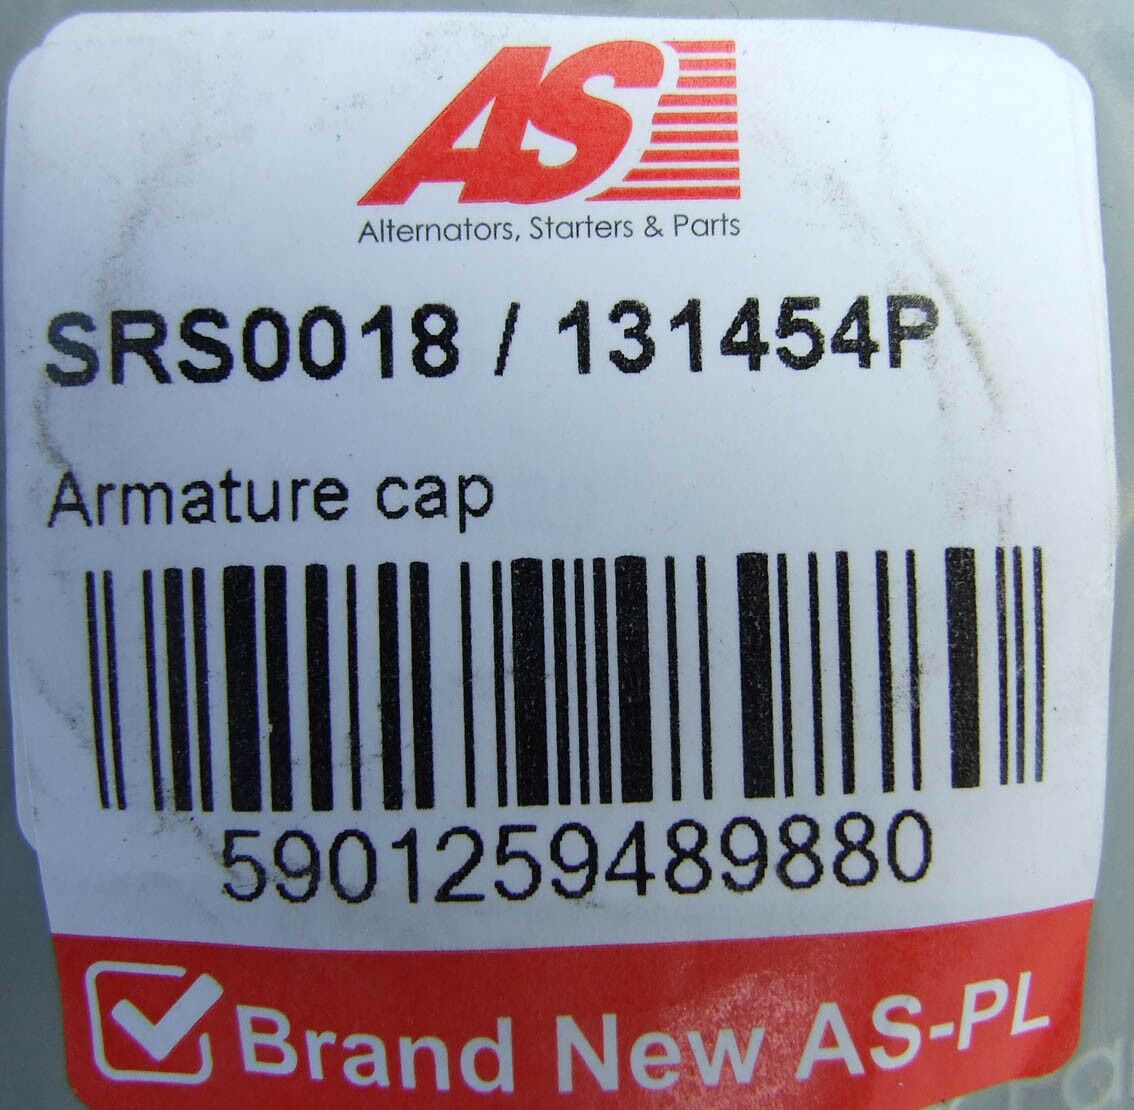 AS
Alternators, Starters & Parts
SRS0018 / 131454P
Armature cap
5901259489880
Brand New AS-PL